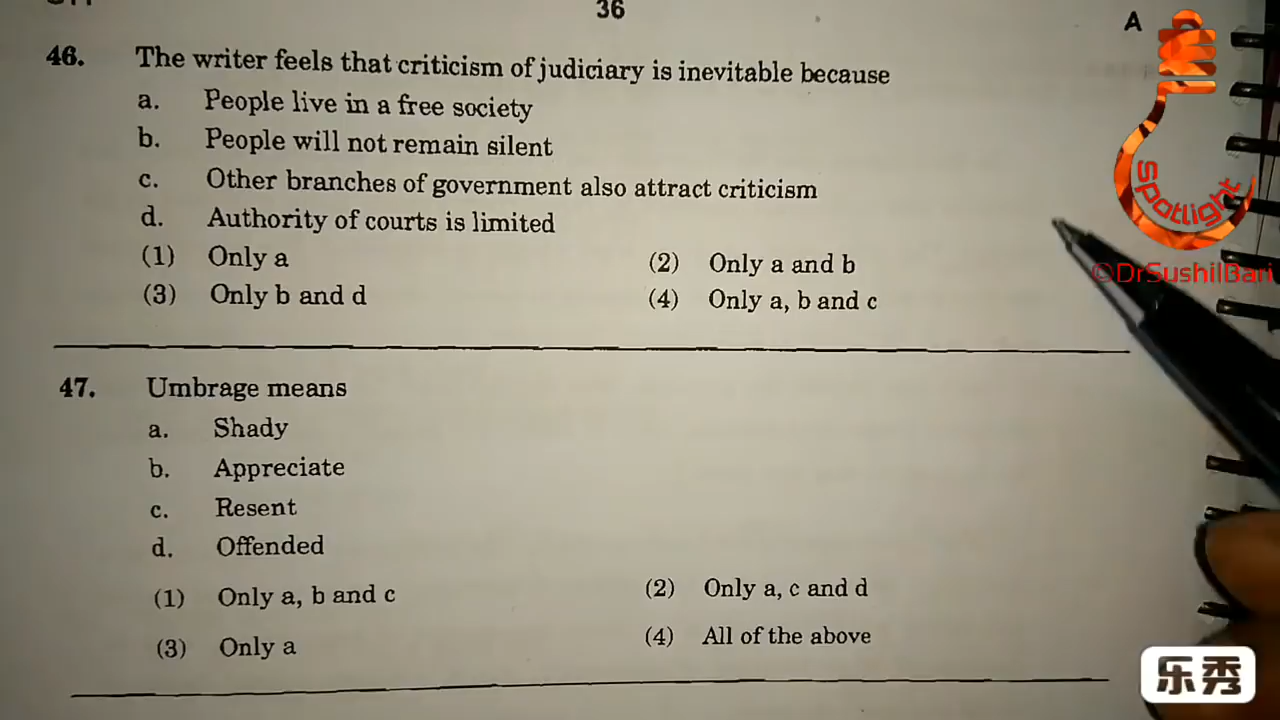 36
A
46. The writer feels that criticism of judiciary is inevitable because
a. People live in a free society
b. People will not remain silent
c. Other branches of government also attract criticism
d. Authority of courts is limited
(1) Only a (2) Only a and b
(3) Only b and d (4) Only a, b and c
Spotlight
©DrSushilBari
47. Umbrage means
a. Shady
b. Appreciate
c. Resent
d. Offended
(1) Only a, b and c (2) Only a, c and d
(3) Only a (4) All of the above
乐秀